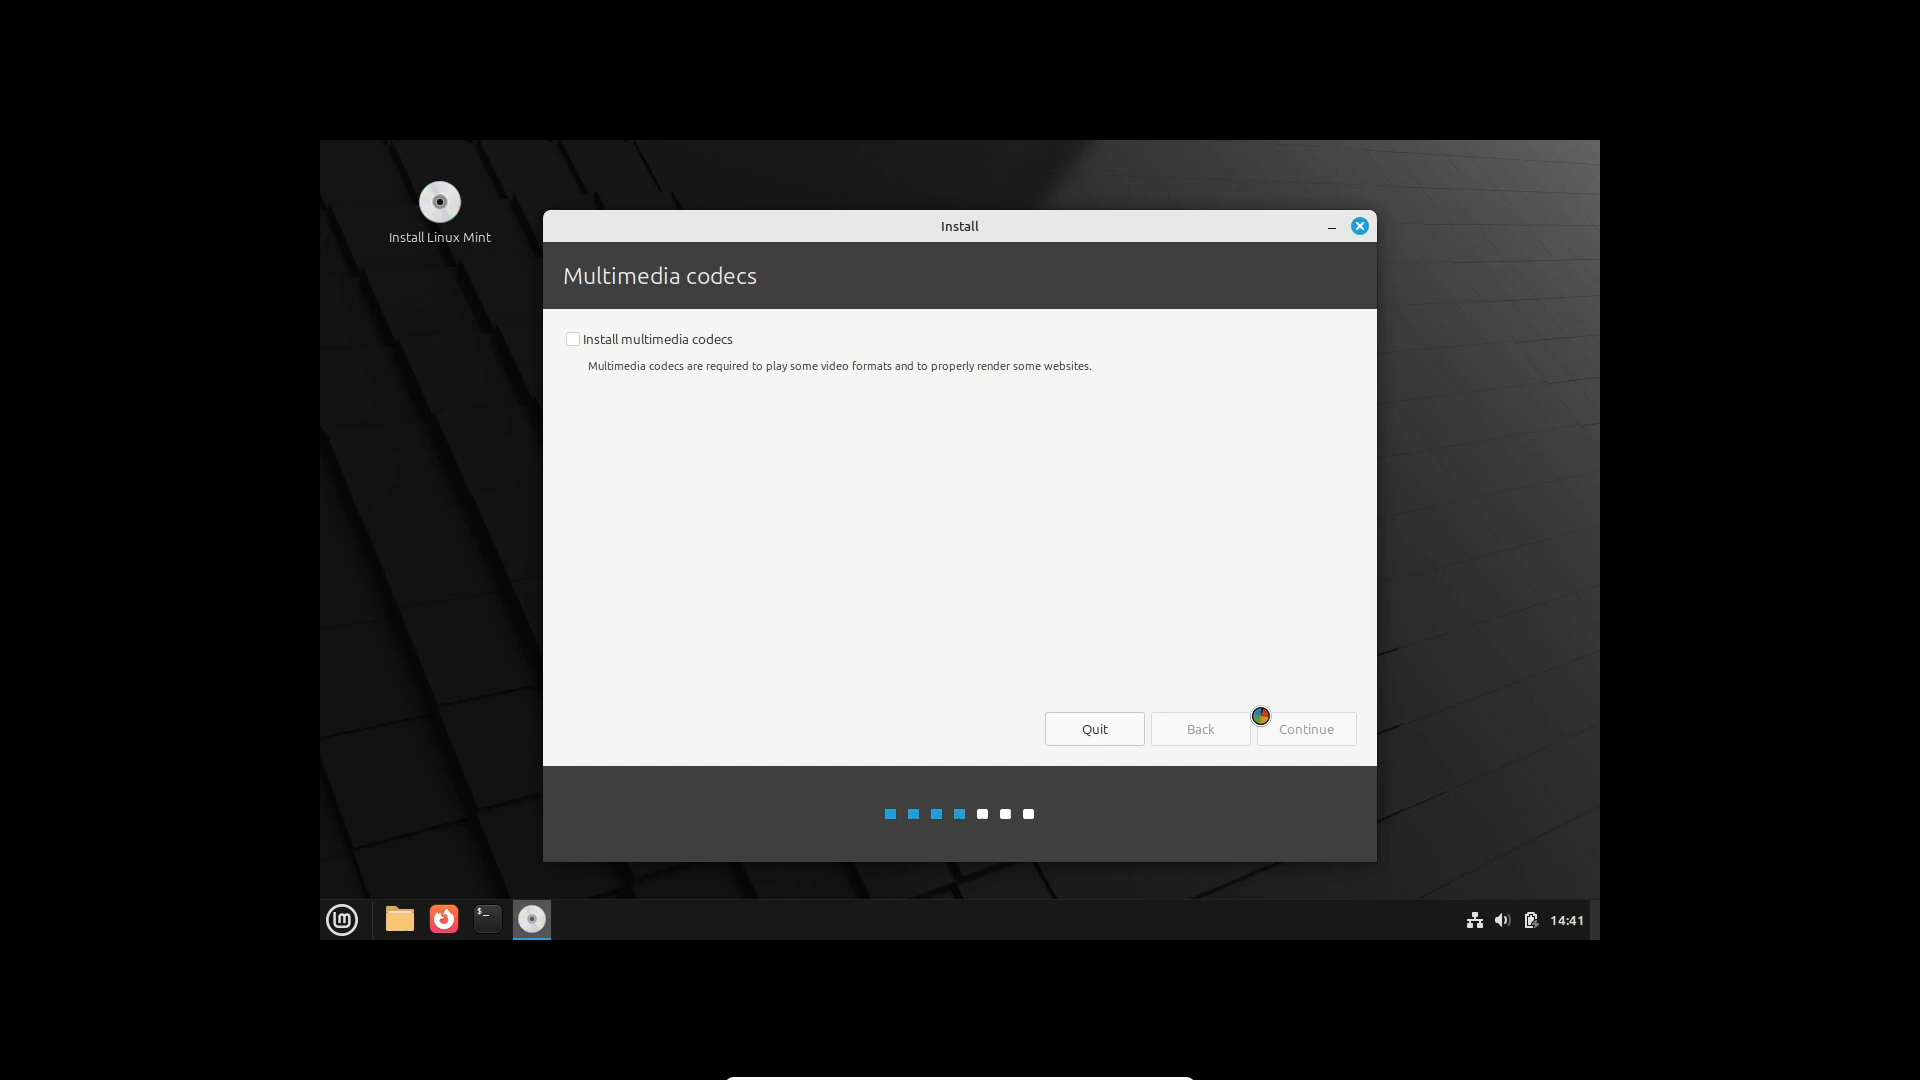 Install Linux Mint
Install
Multimedia codecs
Install multimedia codecs
Multimedia codecs are required to play some video formats and to properly render some websites.
Quit
Back
Continue
$_
14:41